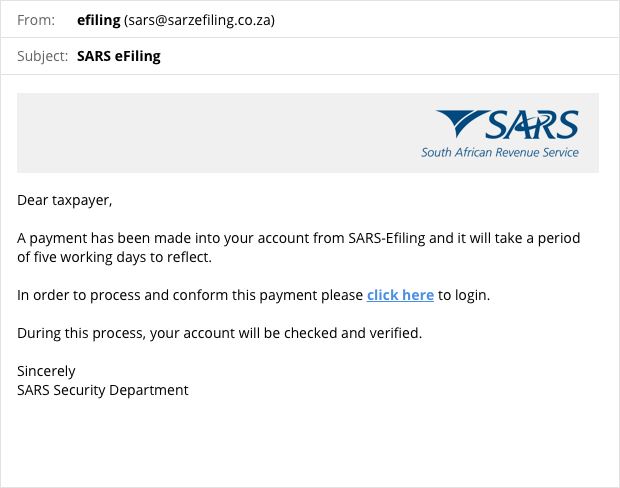 From: efiling (sars@sarzefiling.co.za)
Subject: SARS eFiling
SARS
South African Revenue Service
Dear taxpayer,
A payment has been made into your account from SARS-Efiling and it will take a period
of five working days to reflect.
In order to process and conform this payment please click here to login.
During this process, your account will be checked and verified.
Sincerely
SARS Security Department